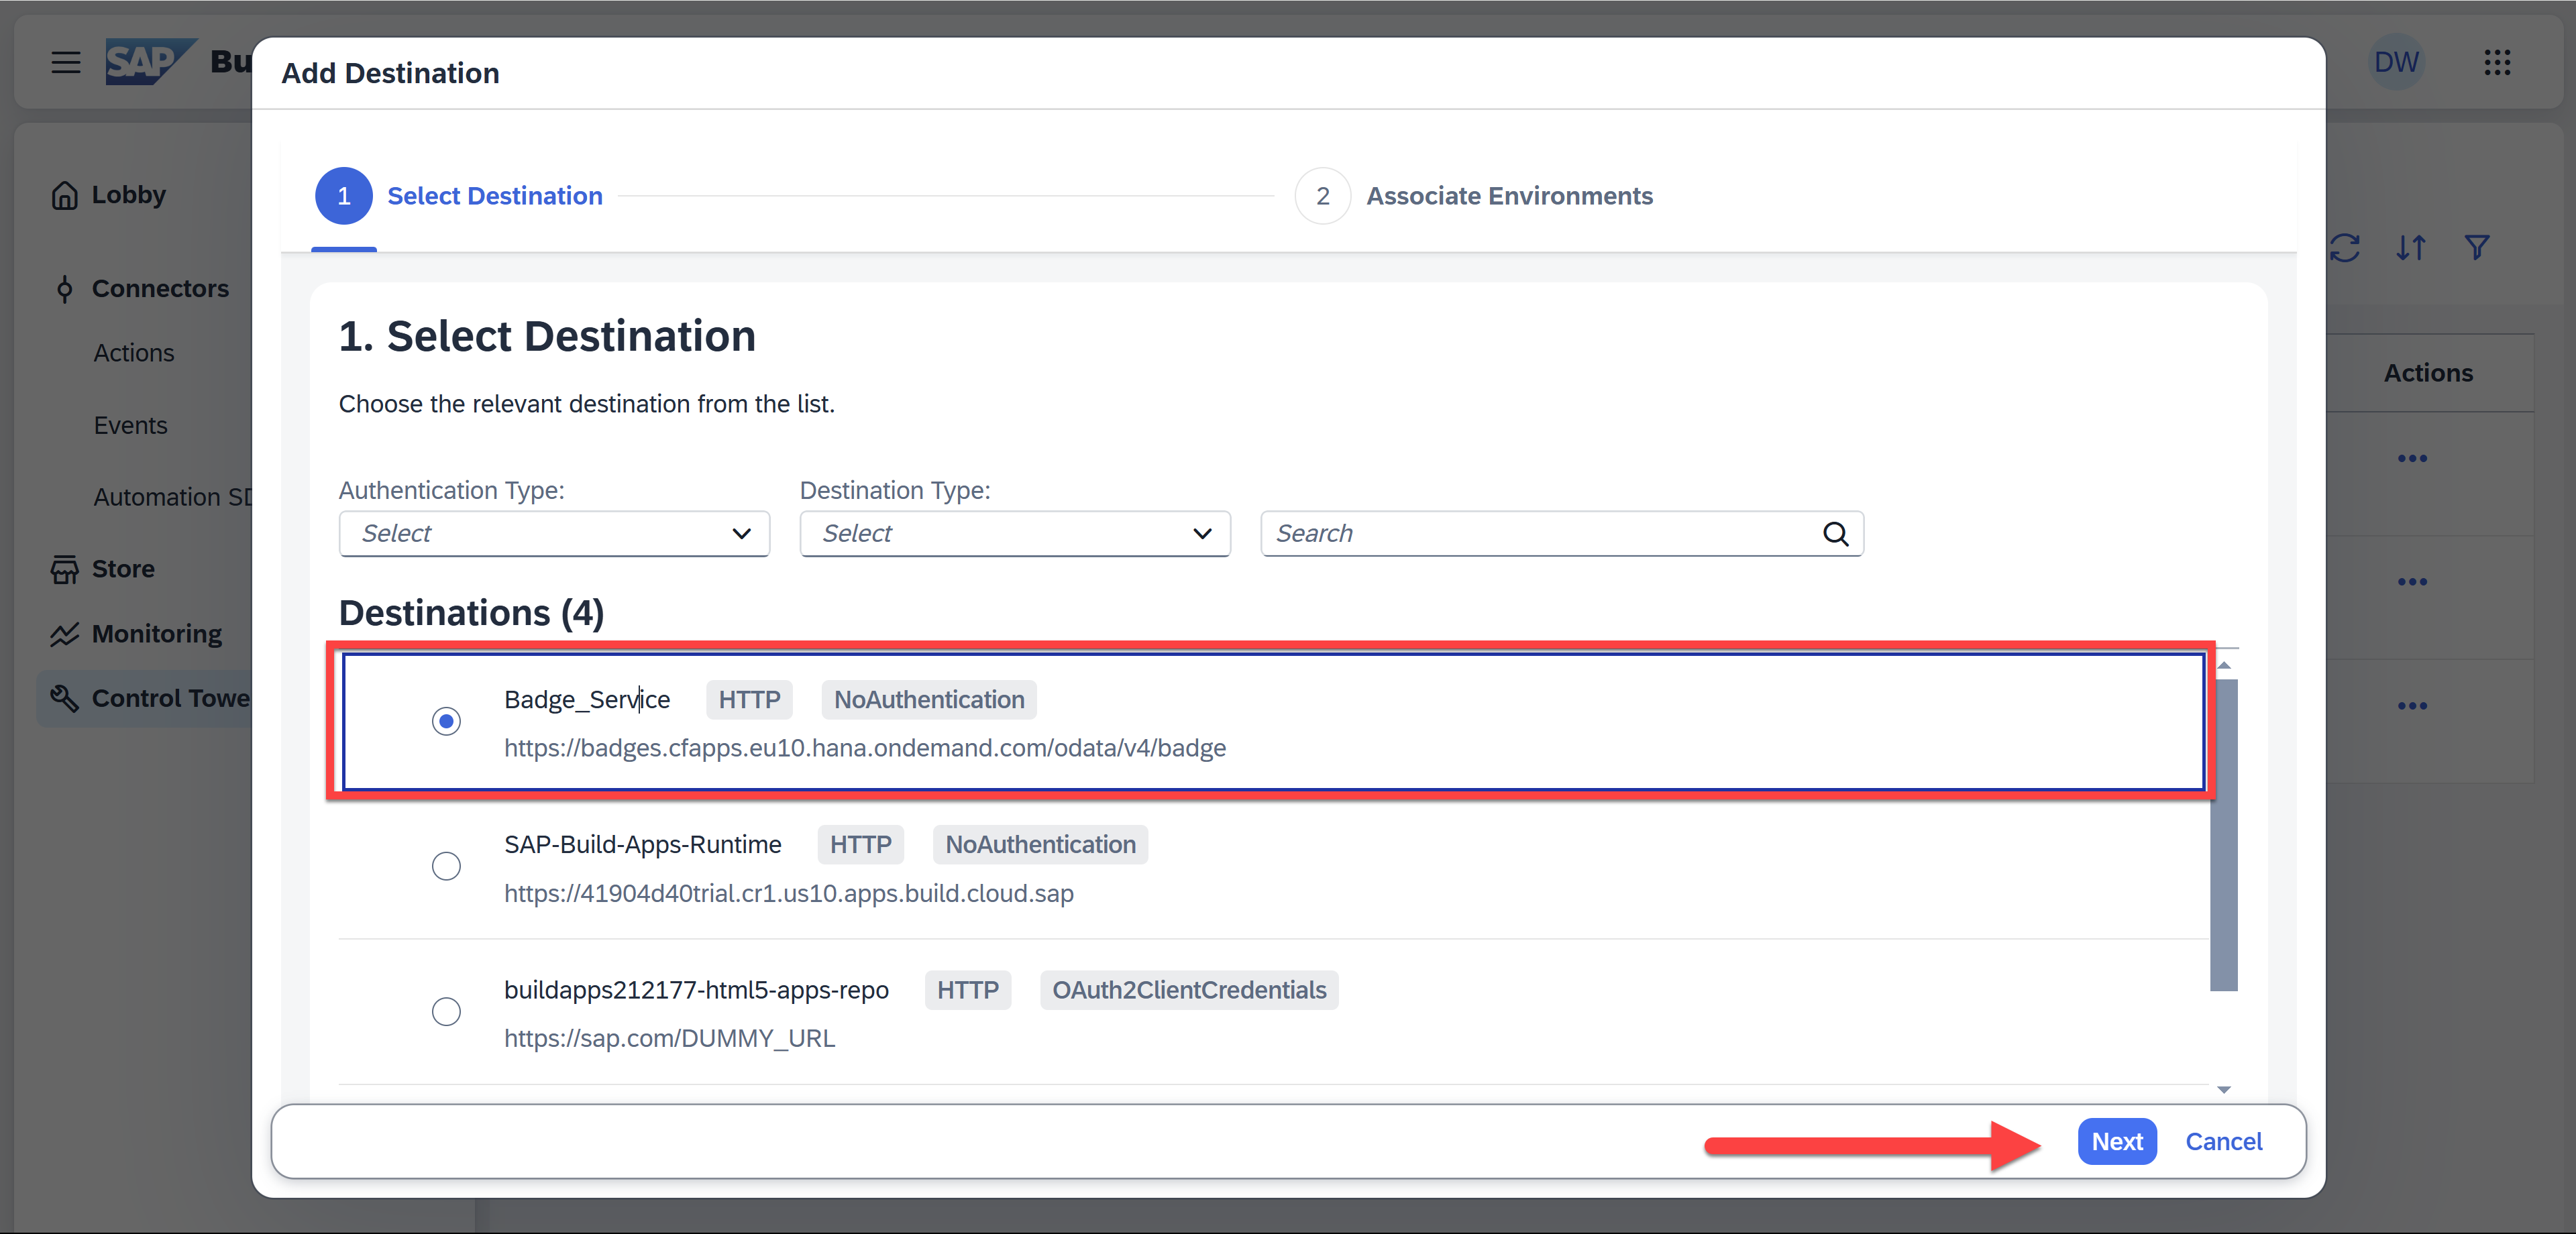 SAP Bu
DW
Add Destination
1 Select Destination
2 Associate Environments
Lobby
Connectors
Actions
Events
Automation SD
Store
Monitoring
Control Towe
1. Select Destination
Choose the relevant destination from the list.
Authentication Type:
Destination Type:
Select
Select
Search
Destinations (4)
Actions
Badge_Service HTTP NoAuthentication
https://badges.cfapps.eu10.hana.ondemand.com/odata/v4/badge
SAP-Build-Apps-Runtime HTTP NoAuthentication
https://41904d40trial.cr1.us10.apps.build.cloud.sap
buildapps212177-html5-apps-repo HTTP OAuth2ClientCredentials
https://sap.com/DUMMY_URL
Next Cancel